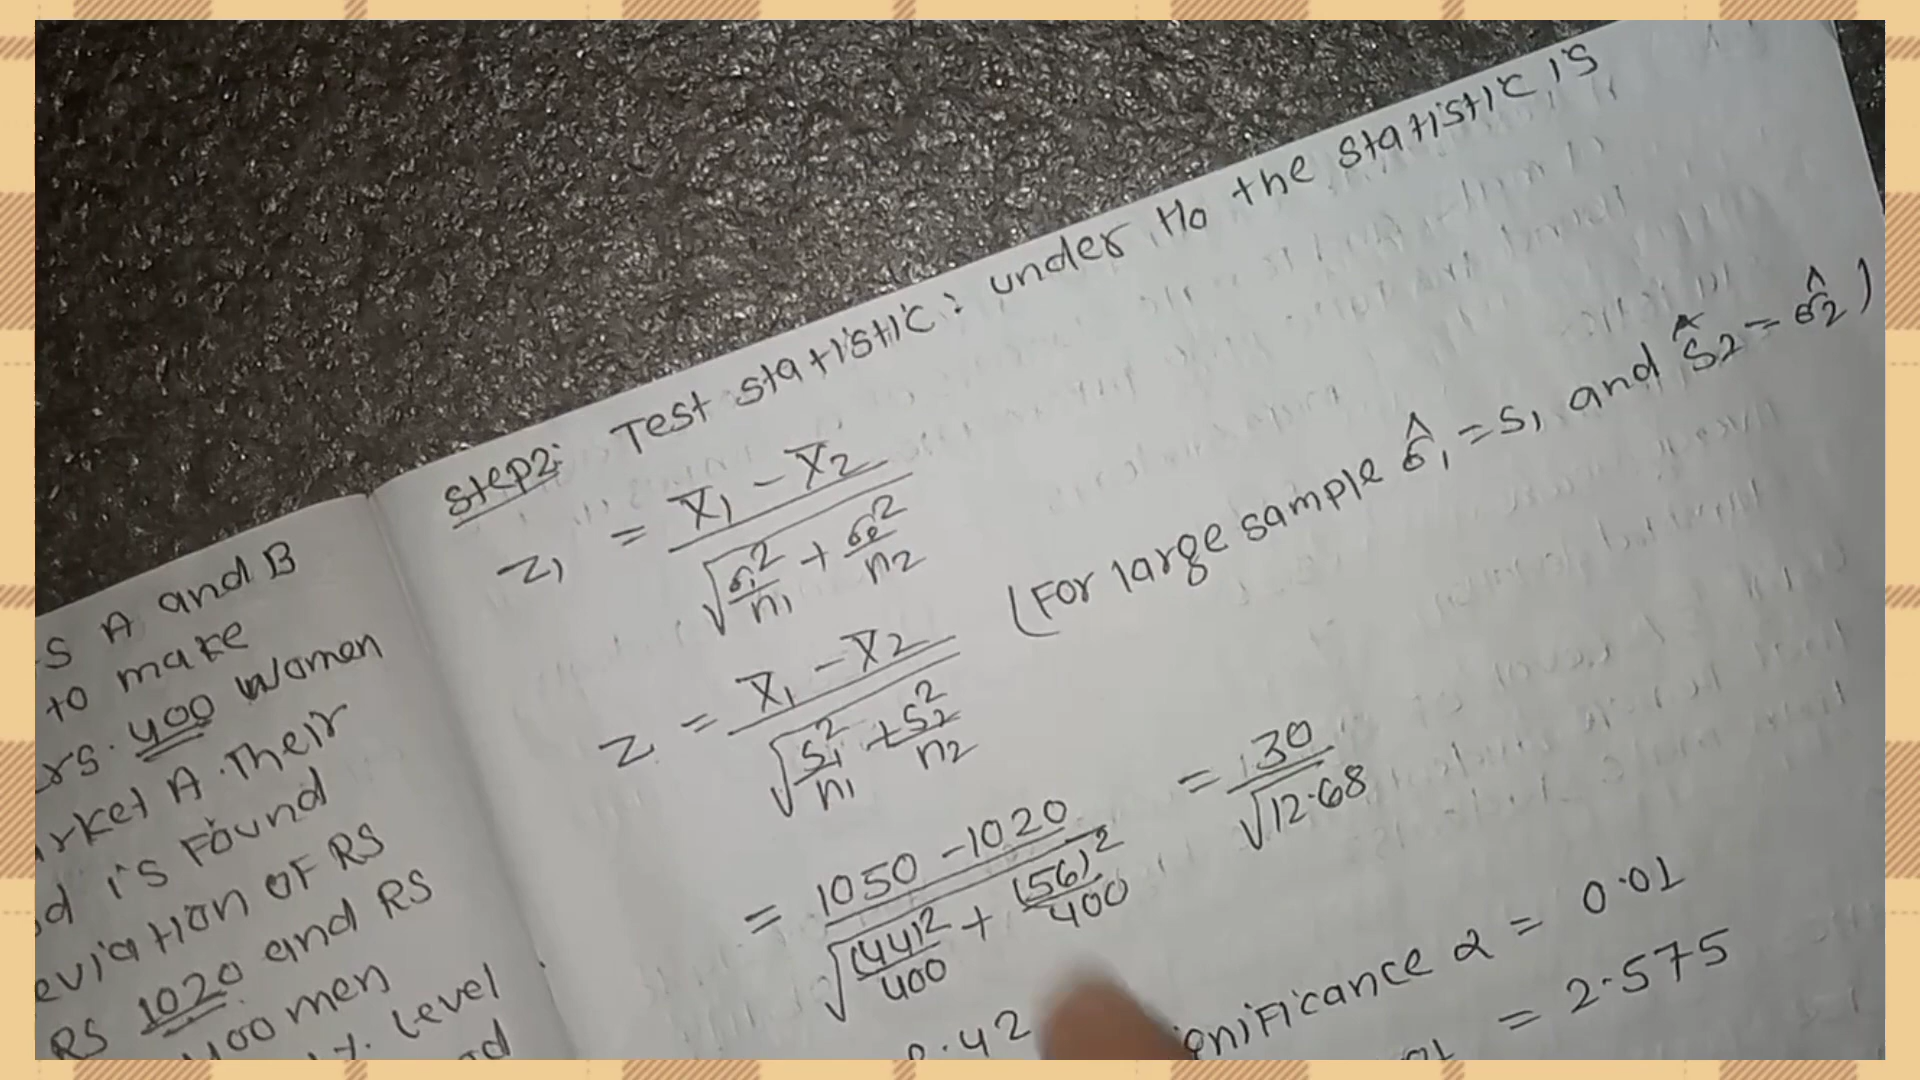 s A and B
to make
rs. 400 women
rket A. Their
d is Found
eviation of RS
RS 1020 and RS
400 men
1. Level
Step2: Test statistic: under H0 the statistic is
Z1 = X̄1 - X̄2 / √(σ1²/n1 + σ2²/n2)
(For large sample σ̂1 = S1 and Ŝ2 = σ̂2)
Z = X̄1 - X̄2 / √(S1²/n1 + S2²/n2)
= 1050 - 1020 / √((44)²/400 + (56)²/400) = 30 / √12.68
.42
gnificance α = 0.01
= 2.575